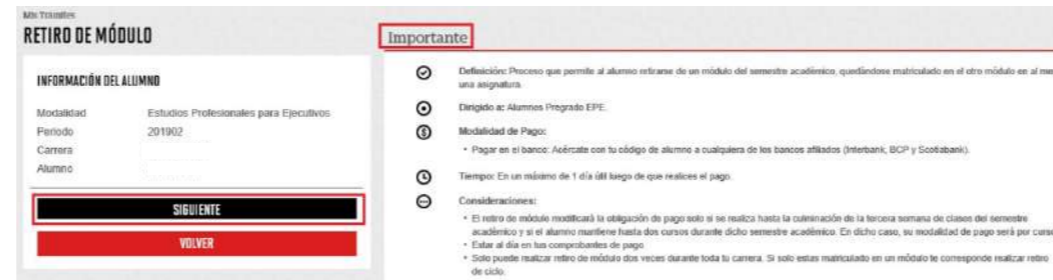 Mis Trámites
RETIRO DE MÓDULO
INFORMACIÓN DEL ALUMNO
Modalidad Estudios Profesionales para Ejecutivos
Periodo 201902
Carrera
Alumno
SIGUIENTE
VOLVER
Importante
Definición: Proceso que permite al alumno retirarse de un módulo del semestre académico, quedándose matriculado en el otro módulo en al me
una asignatura.
Dirigido a: Alumnos Pregrado EPE.
Modalidad de Pago:
• Pagar en el banco: Acércate con tu código de alumno a cualquiera de los bancos afiliados (Interbank, BCP y Scotiabank).
Tiempo: En un máximo de 1 día útil luego de que realices el pago.
Consideraciones:
• El retiro de módulo modificará la obligación de pago solo si se realiza hasta la culminación de la tercera semana de clases del semestre
académico y si el alumno mantiene hasta dos cursos durante dicho semestre académico. En dicho caso, su modalidad de pago será por curso
• Estar al día en tus comprobantes de pago
• Solo puede realizar retiro de módulo dos veces durante toda tu carrera. Si solo estas matriculado en un módulo te corresponde realizar retiro
de ciclo.